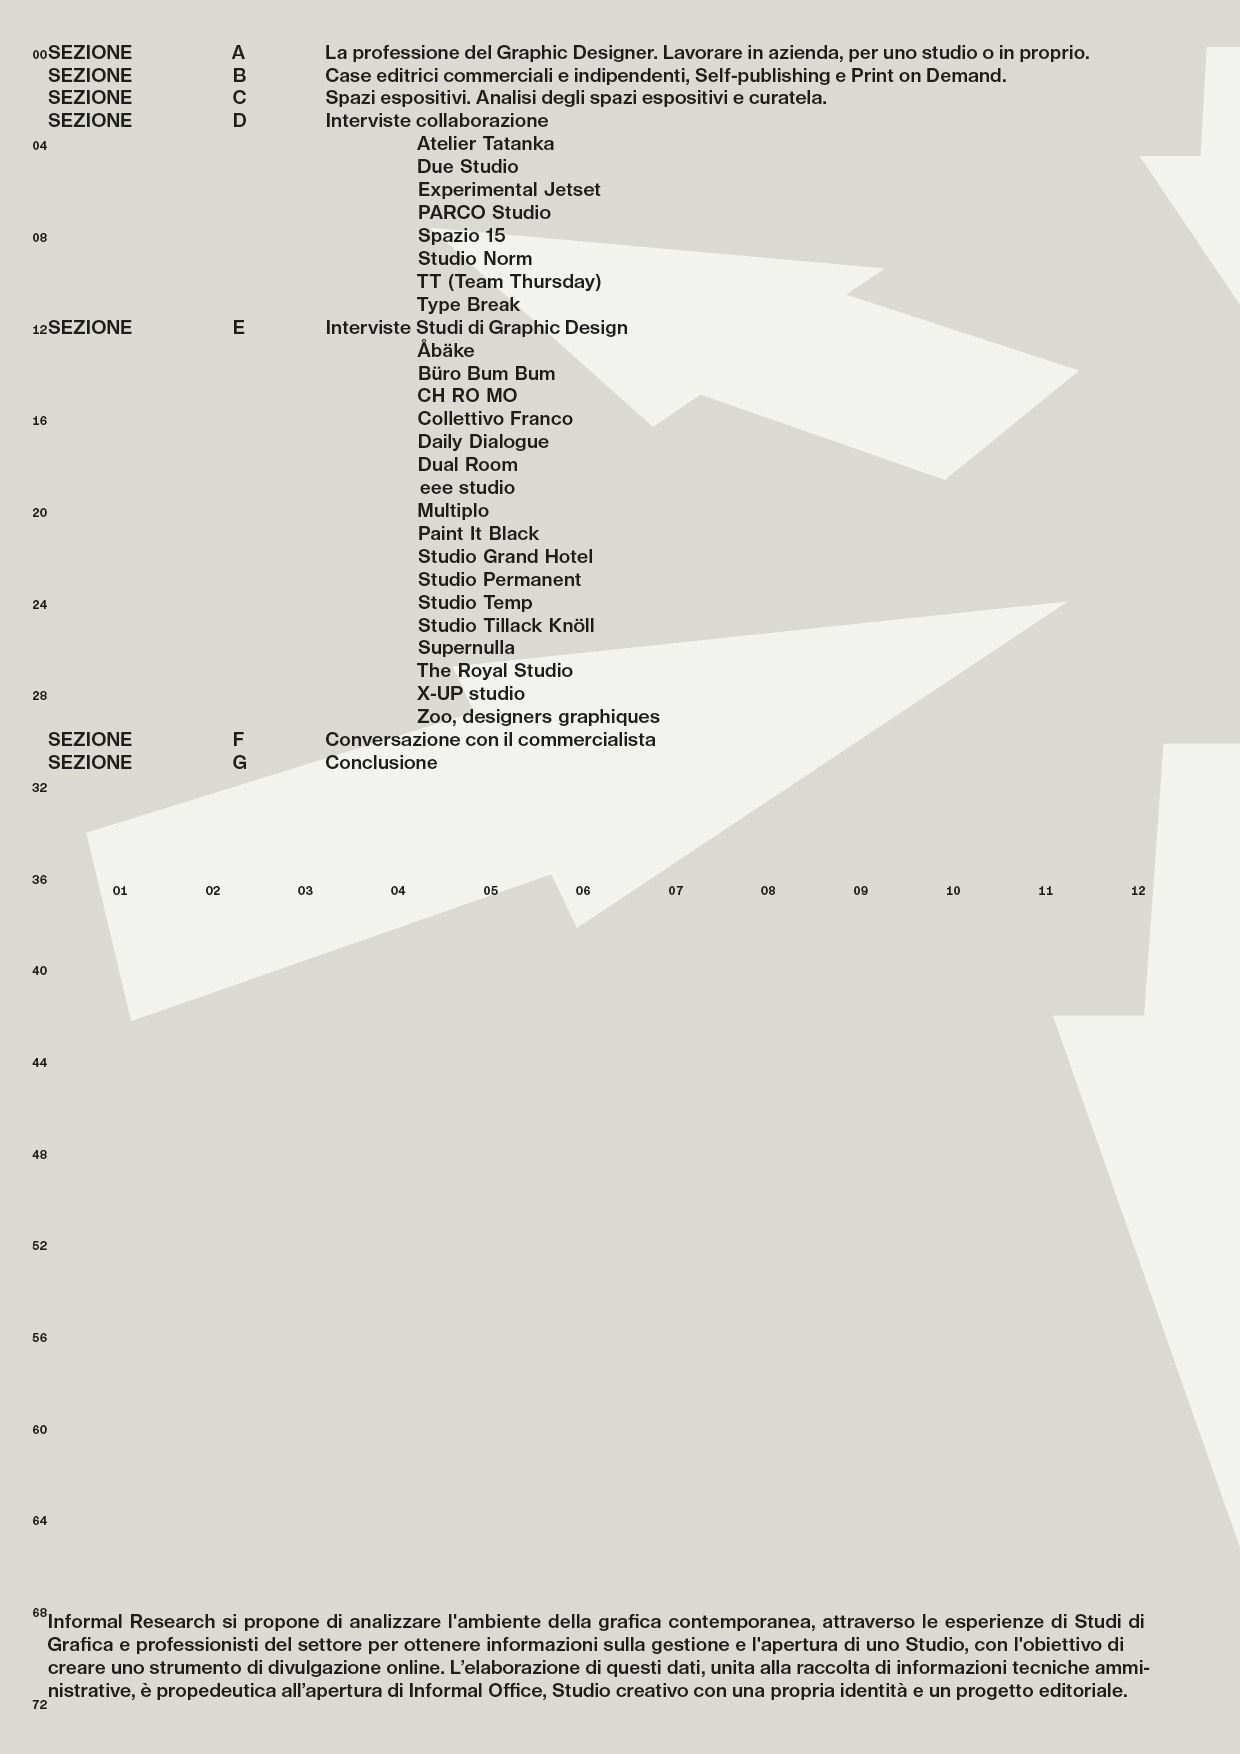 00 SEZIONE A La professione del Graphic Designer. Lavorare in azienda, per uno studio o in proprio.
SEZIONE B Case editrici commerciali e indipendenti, Self-publishing e Print on Demand.
SEZIONE C Spazi espositivi. Analisi degli spazi espositivi e curatela.
SEZIONE D Interviste collaborazione
04 Atelier Tatanka
Due Studio
Experimental Jetset
PARCO Studio
08 Spazio 15
Studio Norm
TT (Team Thursday)
Type Break
12 SEZIONE E Interviste Studi di Graphic Design
Åbäke
Büro Bum Bum
CH RO MO
16 Collettivo Franco
Daily Dialogue
Dual Room
eee studio
20 Multiplo
Paint It Black
Studio Grand Hotel
Studio Permanent
24 Studio Temp
Studio Tillack Knöll
Supernulla
The Royal Studio
28 X-UP studio
Zoo, designers graphiques
SEZIONE F Conversazione con il commercialista
SEZIONE G Conclusione
32
36
01 02 03 04 05 06 07 08 09 10 11 12
40
44
48
52
56
60
64
68 Informal Research si propone di analizzare l'ambiente della grafica contemporanea, attraverso le esperienze di Studi di
Grafica e professionisti del settore per ottenere informazioni sulla gestione e l'apertura di uno Studio, con l'obiettivo di
creare uno strumento di divulgazione online. L’elaborazione di questi dati, unita alla raccolta di informazioni tecniche ammi-
nistrative, è propedeutica all’apertura di Informal Office, Studio creativo con una propria identità e un progetto editoriale.
72